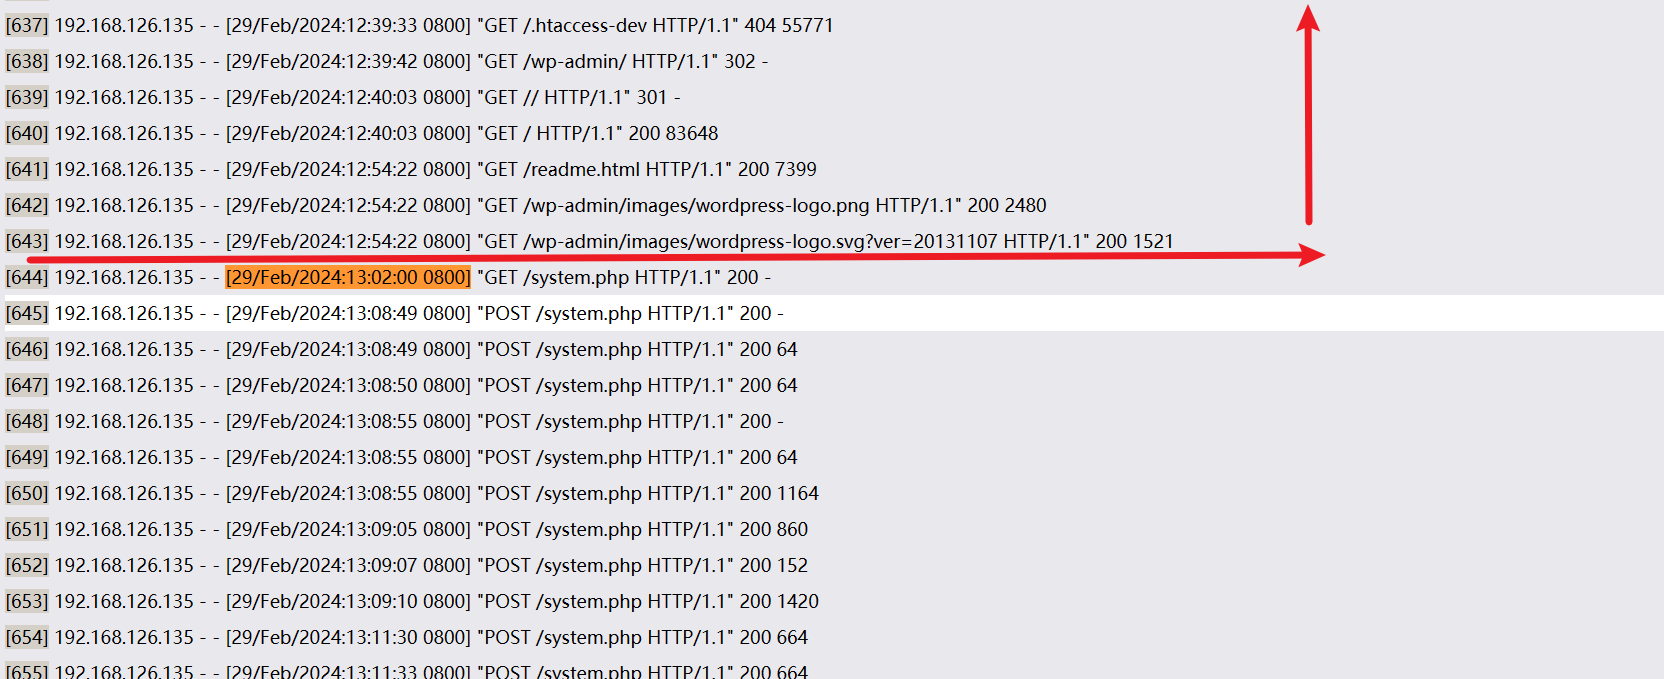 [637] 192.168.126.135 - - [29/Feb/2024:12:39:33 0800] "GET /.htaccess-dev HTTP/1.1" 404 55771
[638] 192.168.126.135 - - [29/Feb/2024:12:39:42 0800] "GET /wp-admin/ HTTP/1.1" 302 -
[639] 192.168.126.135 - - [29/Feb/2024:12:40:03 0800] "GET // HTTP/1.1" 301 -
[640] 192.168.126.135 - - [29/Feb/2024:12:40:03 0800] "GET / HTTP/1.1" 200 83648
[641] 192.168.126.135 - - [29/Feb/2024:12:54:22 0800] "GET /readme.html HTTP/1.1" 200 7399
[642] 192.168.126.135 - - [29/Feb/2024:12:54:22 0800] "GET /wp-admin/images/wordpress-logo.png HTTP/1.1" 200 2480
[643] 192.168.126.135 - - [29/Feb/2024:12:54:22 0800] "GET /wp-admin/images/wordpress-logo.svg?ver=20131107 HTTP/1.1" 200 1521
[644] 192.168.126.135 - - [29/Feb/2024:13:02:00 0800] "GET /system.php HTTP/1.1" 200 -
[645] 192.168.126.135 - - [29/Feb/2024:13:08:49 0800] "POST /system.php HTTP/1.1" 200 -
[646] 192.168.126.135 - - [29/Feb/2024:13:08:49 0800] "POST /system.php HTTP/1.1" 200 64
[647] 192.168.126.135 - - [29/Feb/2024:13:08:50 0800] "POST /system.php HTTP/1.1" 200 64
[648] 192.168.126.135 - - [29/Feb/2024:13:08:55 0800] "POST /system.php HTTP/1.1" 200 -
[649] 192.168.126.135 - - [29/Feb/2024:13:08:55 0800] "POST /system.php HTTP/1.1" 200 64
[650] 192.168.126.135 - - [29/Feb/2024:13:08:55 0800] "POST /system.php HTTP/1.1" 200 1164
[651] 192.168.126.135 - - [29/Feb/2024:13:09:05 0800] "POST /system.php HTTP/1.1" 200 860
[652] 192.168.126.135 - - [29/Feb/2024:13:09:07 0800] "POST /system.php HTTP/1.1" 200 152
[653] 192.168.126.135 - - [29/Feb/2024:13:09:10 0800] "POST /system.php HTTP/1.1" 200 1420
[654] 192.168.126.135 - - [29/Feb/2024:13:11:30 0800] "POST /system.php HTTP/1.1" 200 664
[655] 192.168.126.135 - - [29/Feb/2024:13:11:33 0800] "POST /system.php HTTP/1.1" 200 664